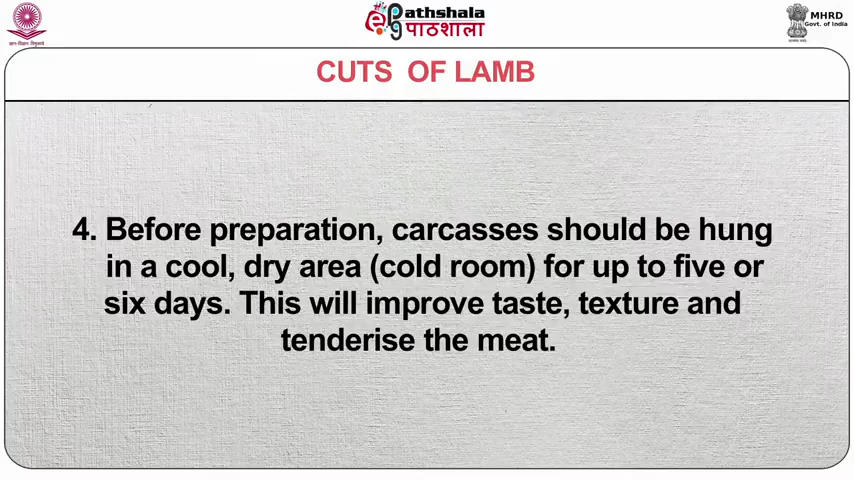 ePathshala
पाठशाला
MHRD
Govt. of India
CUTS OF LAMB
4. Before preparation, carcasses should be hung
in a cool, dry area (cold room) for up to five or
six days. This will improve taste, texture and
tenderise the meat.